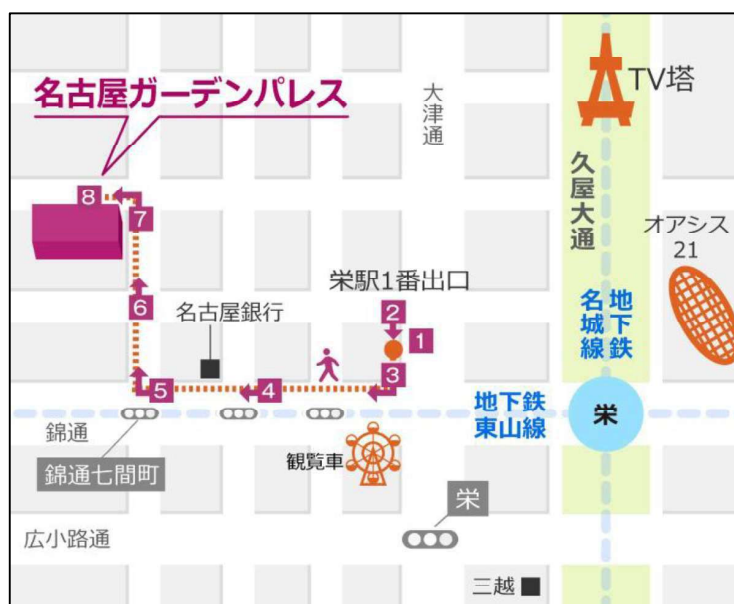 名古屋ガーデンパレス
大津通
TV塔
久屋大通
オアシス
21
8
7
6
5
4
3
2
1
栄駅1番出口
名古屋銀行
地下鉄
名城線
地下鉄
東山線
栄
錦通
錦通七間町
観覧車
栄
広小路通
三越